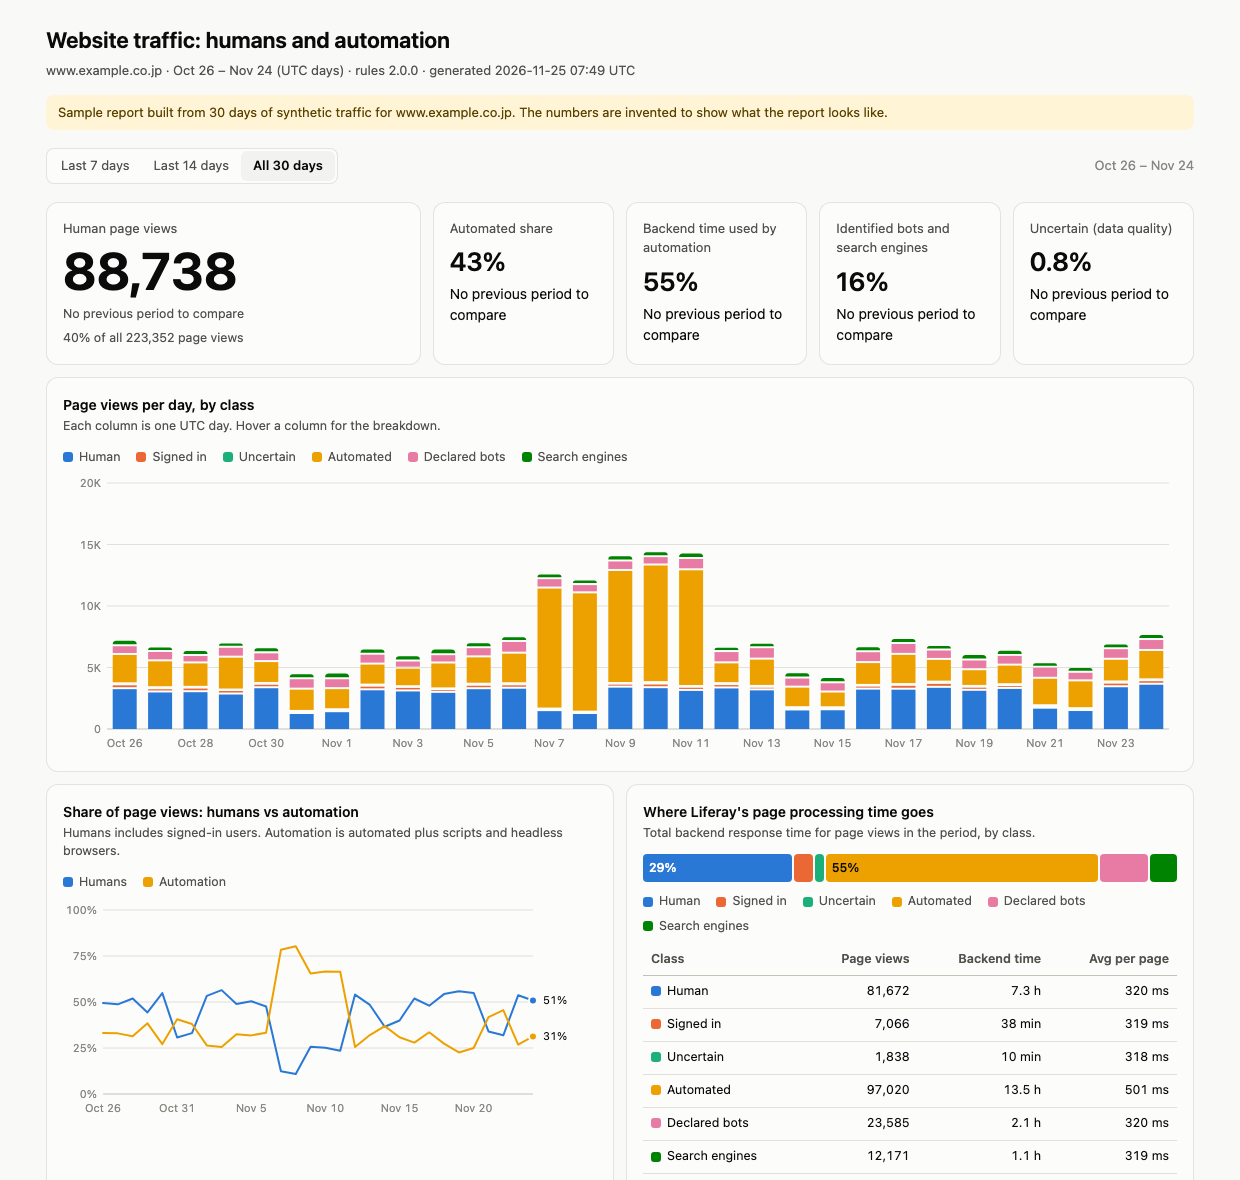 Website traffic: humans and automation
www.example.co.jp · Oct 26 – Nov 24 (UTC days) · rules 2.0.0 · generated 2026-11-25 07:49 UTC
Sample report built from 30 days of synthetic traffic for www.example.co.jp. The numbers are invented to show what the report looks like.
Last 7 days Last 14 days All 30 days
Oct 26 – Nov 24
Human page views
88,738
No previous period to compare
40% of all 223,352 page views
Automated share
43%
No previous period to
compare
Backend time used by
automation
55%
No previous period to
compare
Identified bots and
search engines
16%
No previous period to
compare
Uncertain (data quality)
0.8%
No previous period to
compare
Page views per day, by class
Each column is one UTC day. Hover a column for the breakdown.
Human Signed in Uncertain Automated Declared bots Search engines
20K
15K
10K
5K
0
Oct 26 Oct 28 Oct 30 Nov 1 Nov 3 Nov 5 Nov 7 Nov 9 Nov 11 Nov 13 Nov 15 Nov 17 Nov 19 Nov 21 Nov 23
Share of page views: humans vs automation
Humans includes signed-in users. Automation is automated plus scripts and headless
browsers.
Humans Automation
100%
75%
50%
25%
0%
51%
31%
Oct 26 Oct 31 Nov 5 Nov 10 Nov 15 Nov 20
Where Liferay's page processing time goes
Total backend response time for page views in the period, by class.
29% 55%
Human Signed in Uncertain Automated Declared bots
Search engines
Class Page views Backend time Avg per page
Human 81,672 7.3 h 320 ms
Signed in 7,066 38 min 319 ms
Uncertain 1,838 10 min 318 ms
Automated 97,020 13.5 h 501 ms
Declared bots 23,585 2.1 h 320 ms
Search engines 12,171 1.1 h 319 ms